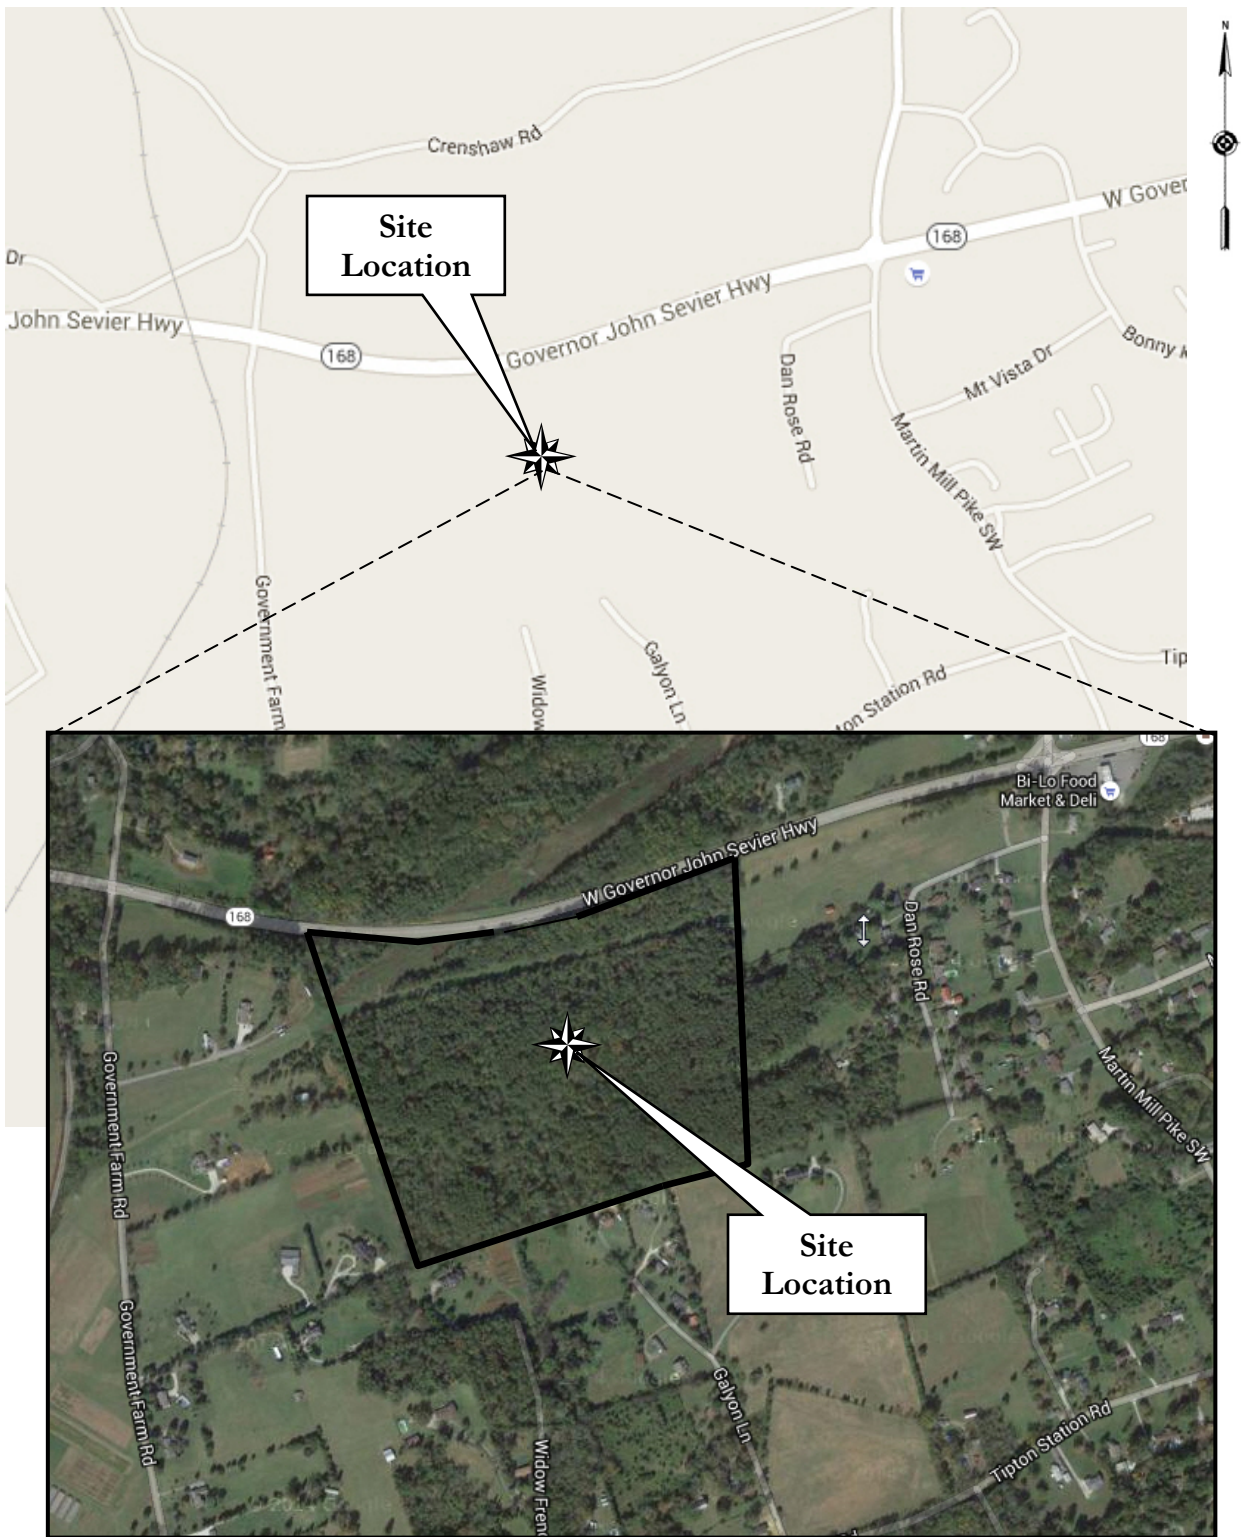 N
Crenshaw Rd
W Gover
168
Site
Location
Dr
John Sevier Hwy
Governor John Sevier Hwy
168
Bonny K
Mt Vista Dr
Dan Rose Rd
Martin Mill Pike SW
Government Farm
Widow
Galyon Ln
ton Station Rd
Tip
168
Bi-Lo Food
Market & Deli
W Governor John Sevier Hwy
168
Dan Rose Rd
Government Farm Rd
Martin Mill Pike SW
Site
Location
Government Farm Rd
Galyon Ln
Tipton Station Rd
Widow Frenc